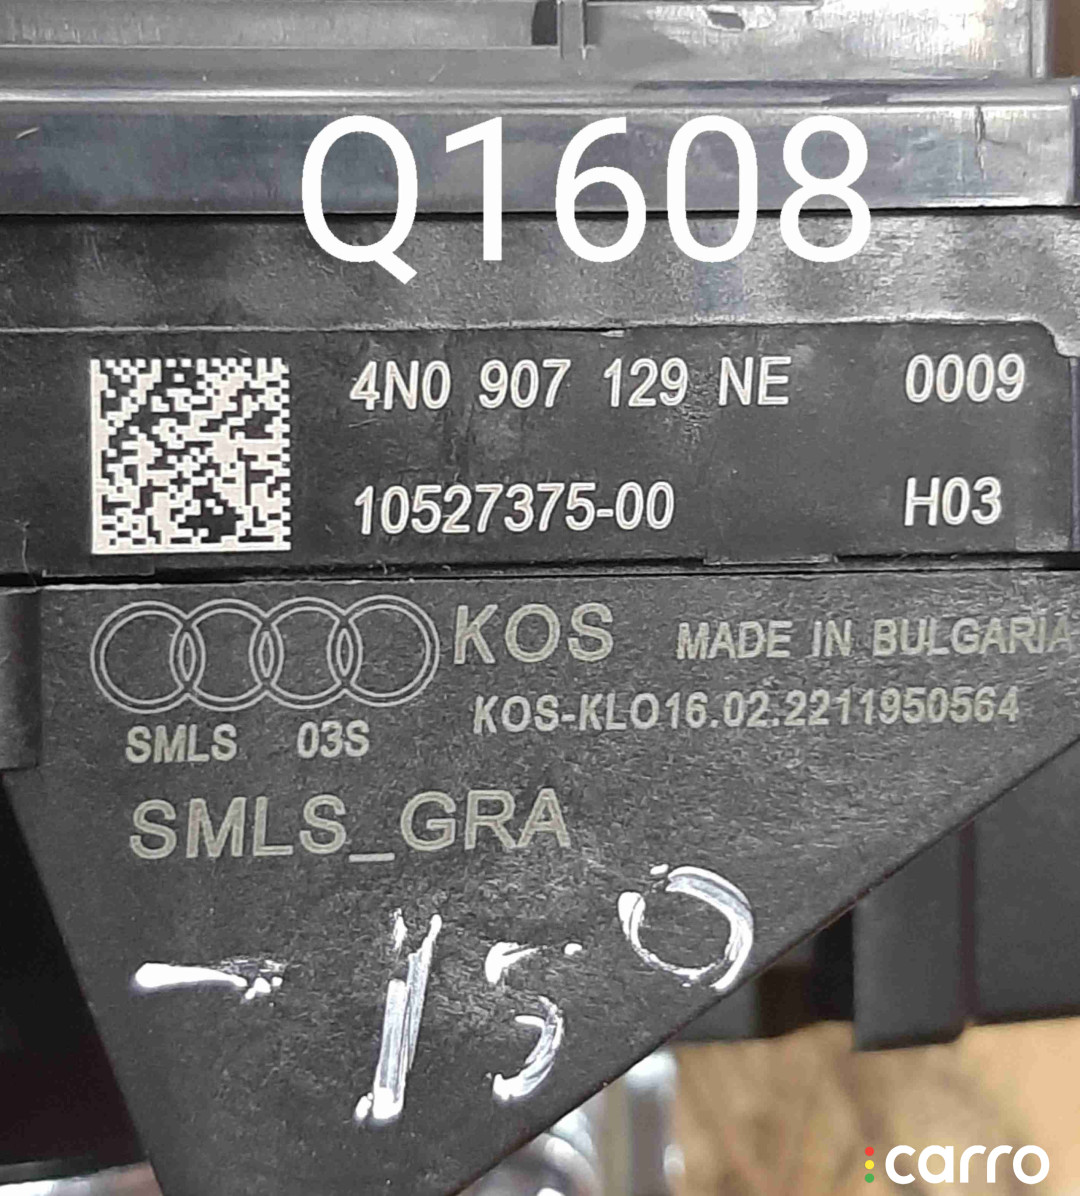 Q1608
4N0 907 129 NE 0009
10527375-00 H03
KOS MADE IN BULGARIA
KOS-KLO16.02.2211950564
SMLS 03S
SMLS_GRA
-150
carro